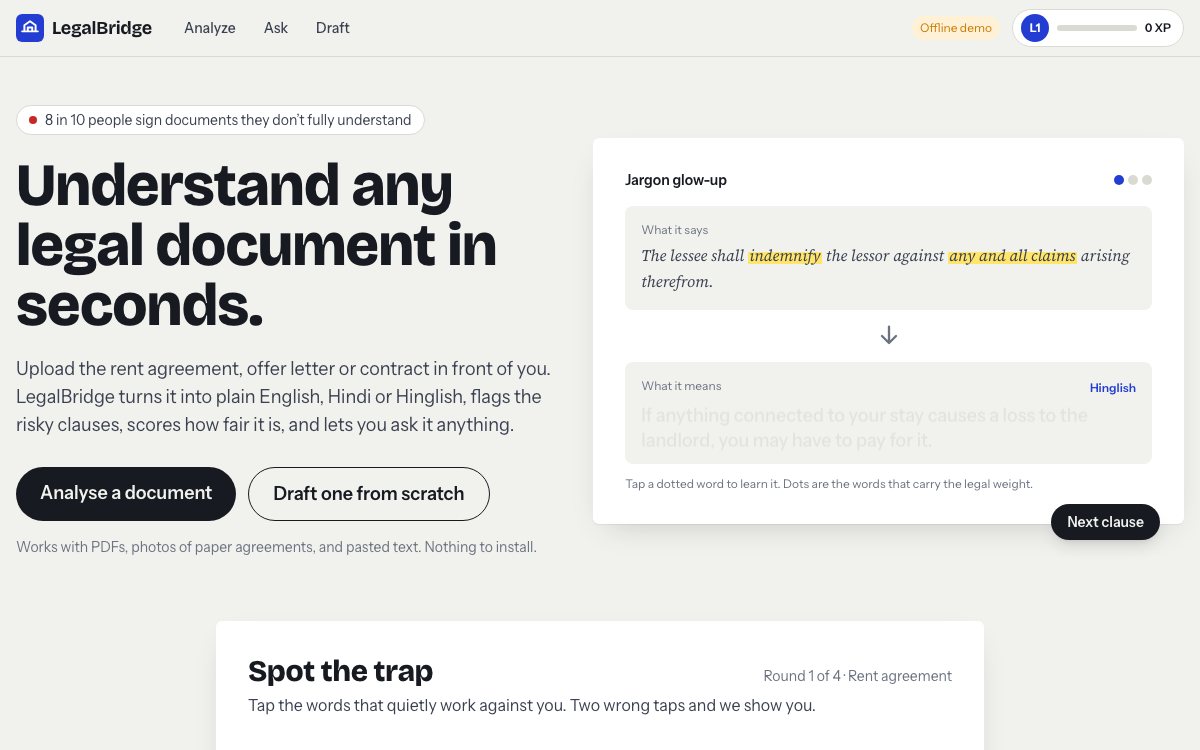 LegalBridge
Analyze
Ask
Draft
Offline demo
L1
0 XP
8 in 10 people sign documents they don't fully understand
Understand any
legal document in
seconds.
Upload the rent agreement, offer letter or contract in front of you.
LegalBridge turns it into plain English, Hindi or Hinglish, flags the
risky clauses, scores how fair it is, and lets you ask it anything.
Analyse a document
Draft one from scratch
Works with PDFs, photos of paper agreements, and pasted text. Nothing to install.
Jargon glow-up
What it says
The lessee shall indemnify the lessor against any and all claims arising
therefrom.
What it means
Hinglish
If anything connected to your stay causes a loss to the
landlord, you may have to pay for it.
Tap a dotted word to learn it. Dots are the words that carry the legal weight.
Next clause
Spot the trap
Round 1 of 4 · Rent agreement
Tap the words that quietly work against you. Two wrong taps and we show you.